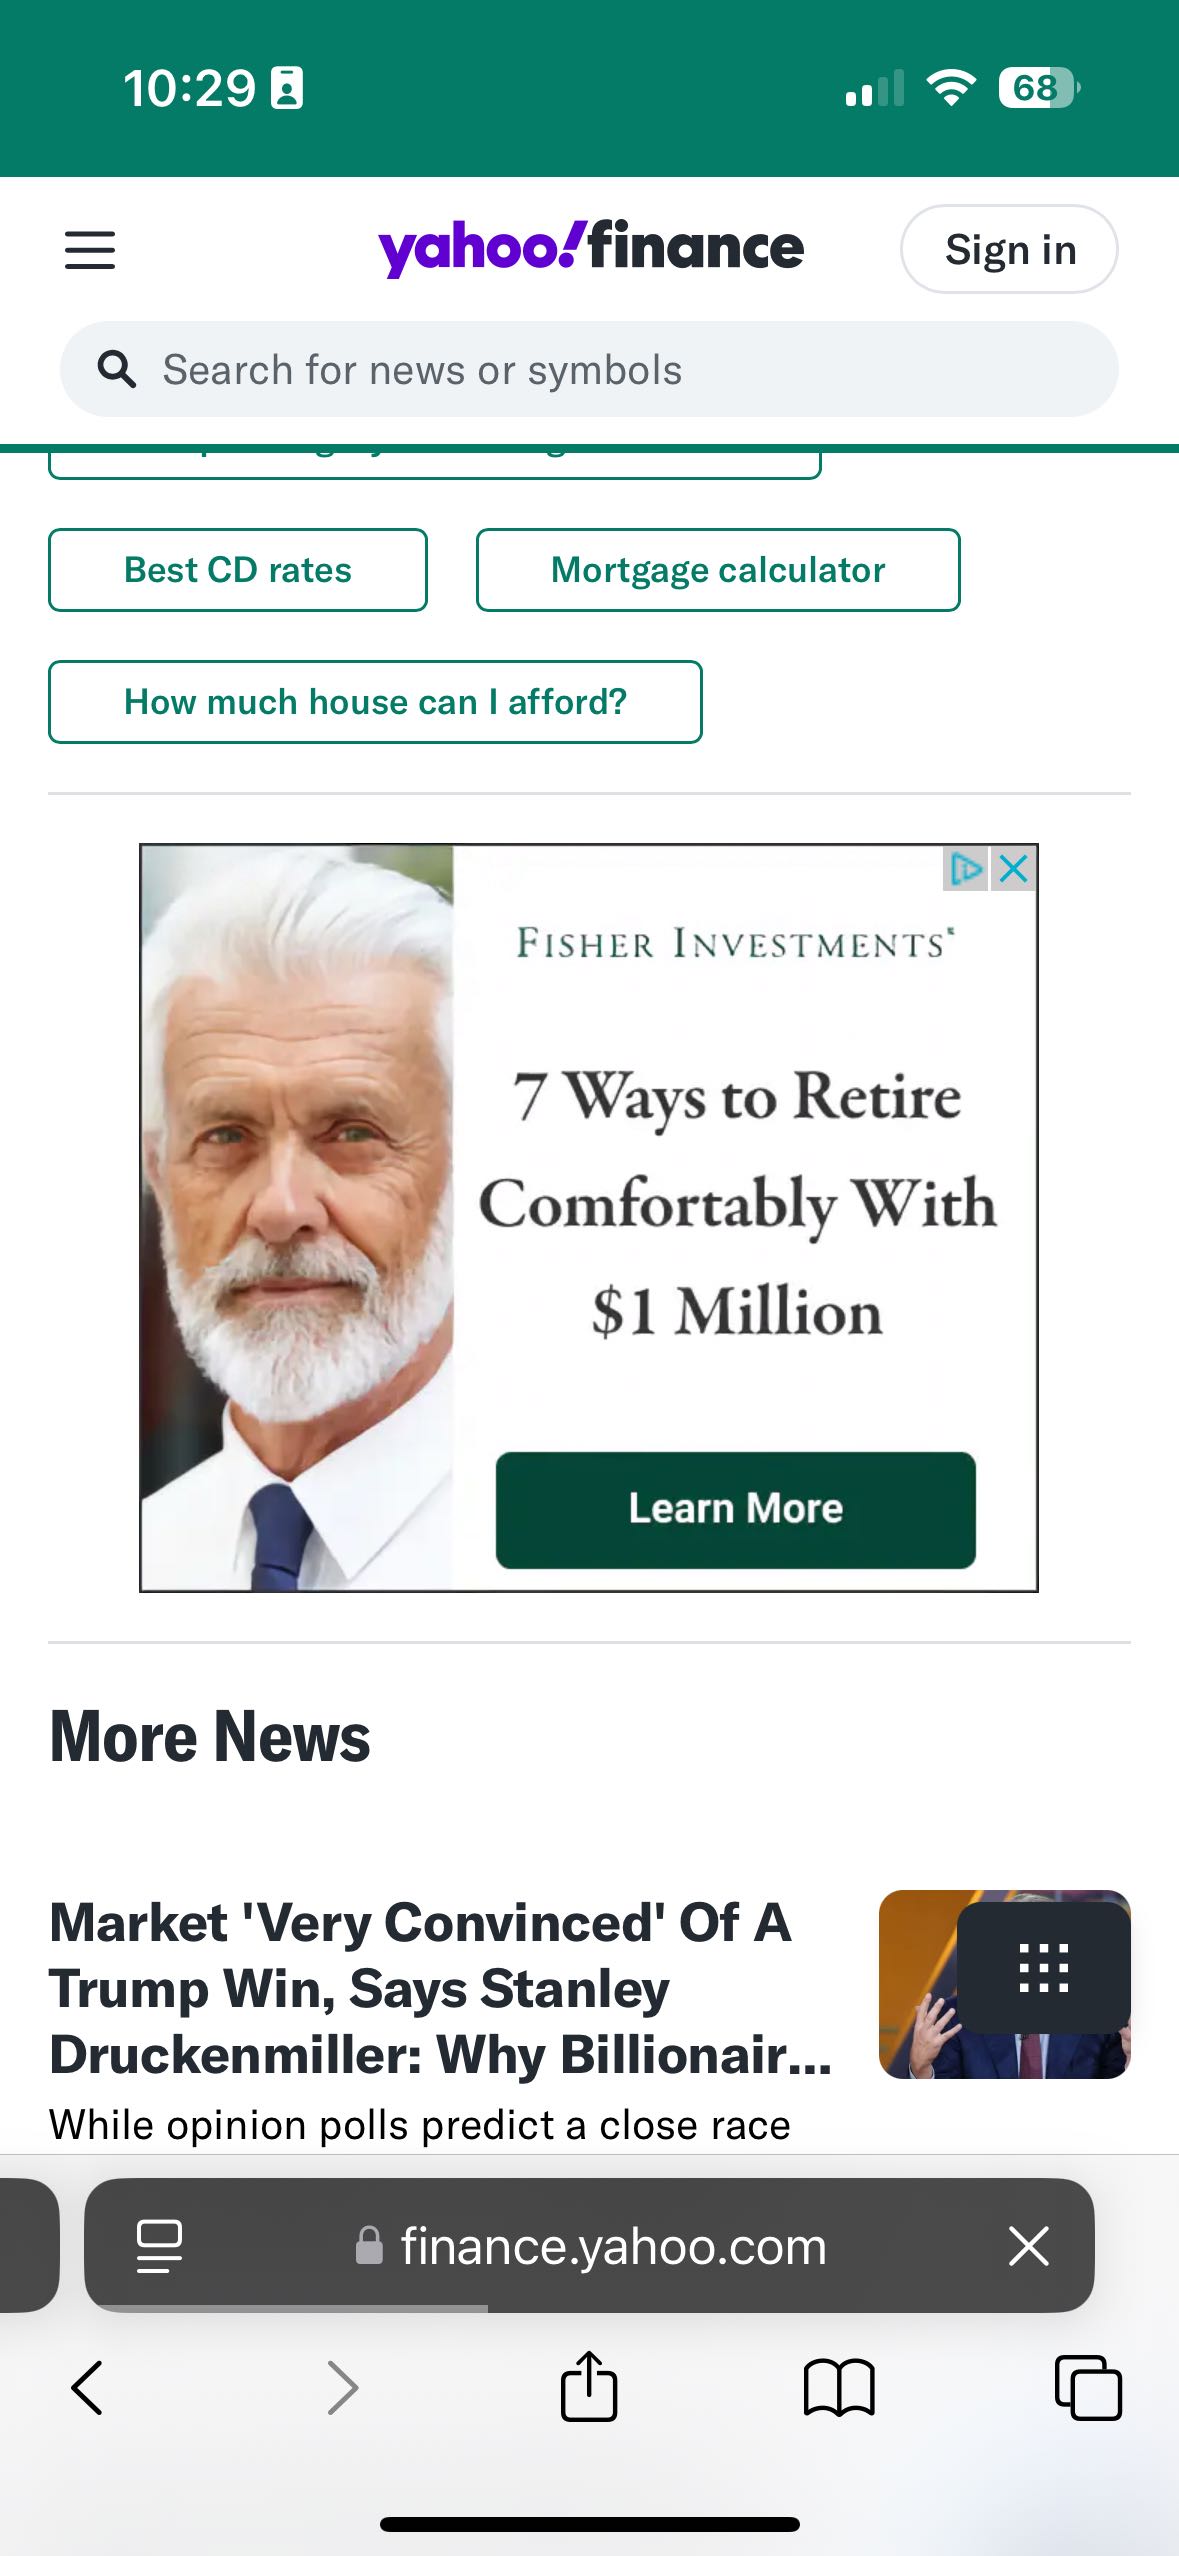 10:29
68
yahoo!finance
Sign in
Search for news or symbols
Best CD rates
Mortgage calculator
How much house can I afford?
FISHER INVESTMENTS
7 Ways to Retire
Comfortably With
$1 Million
Learn More
More News
Market 'Very Convinced' Of A
Trump Win, Says Stanley
Druckenmiller: Why Billionair...
While opinion polls predict a close race
finance.yahoo.com